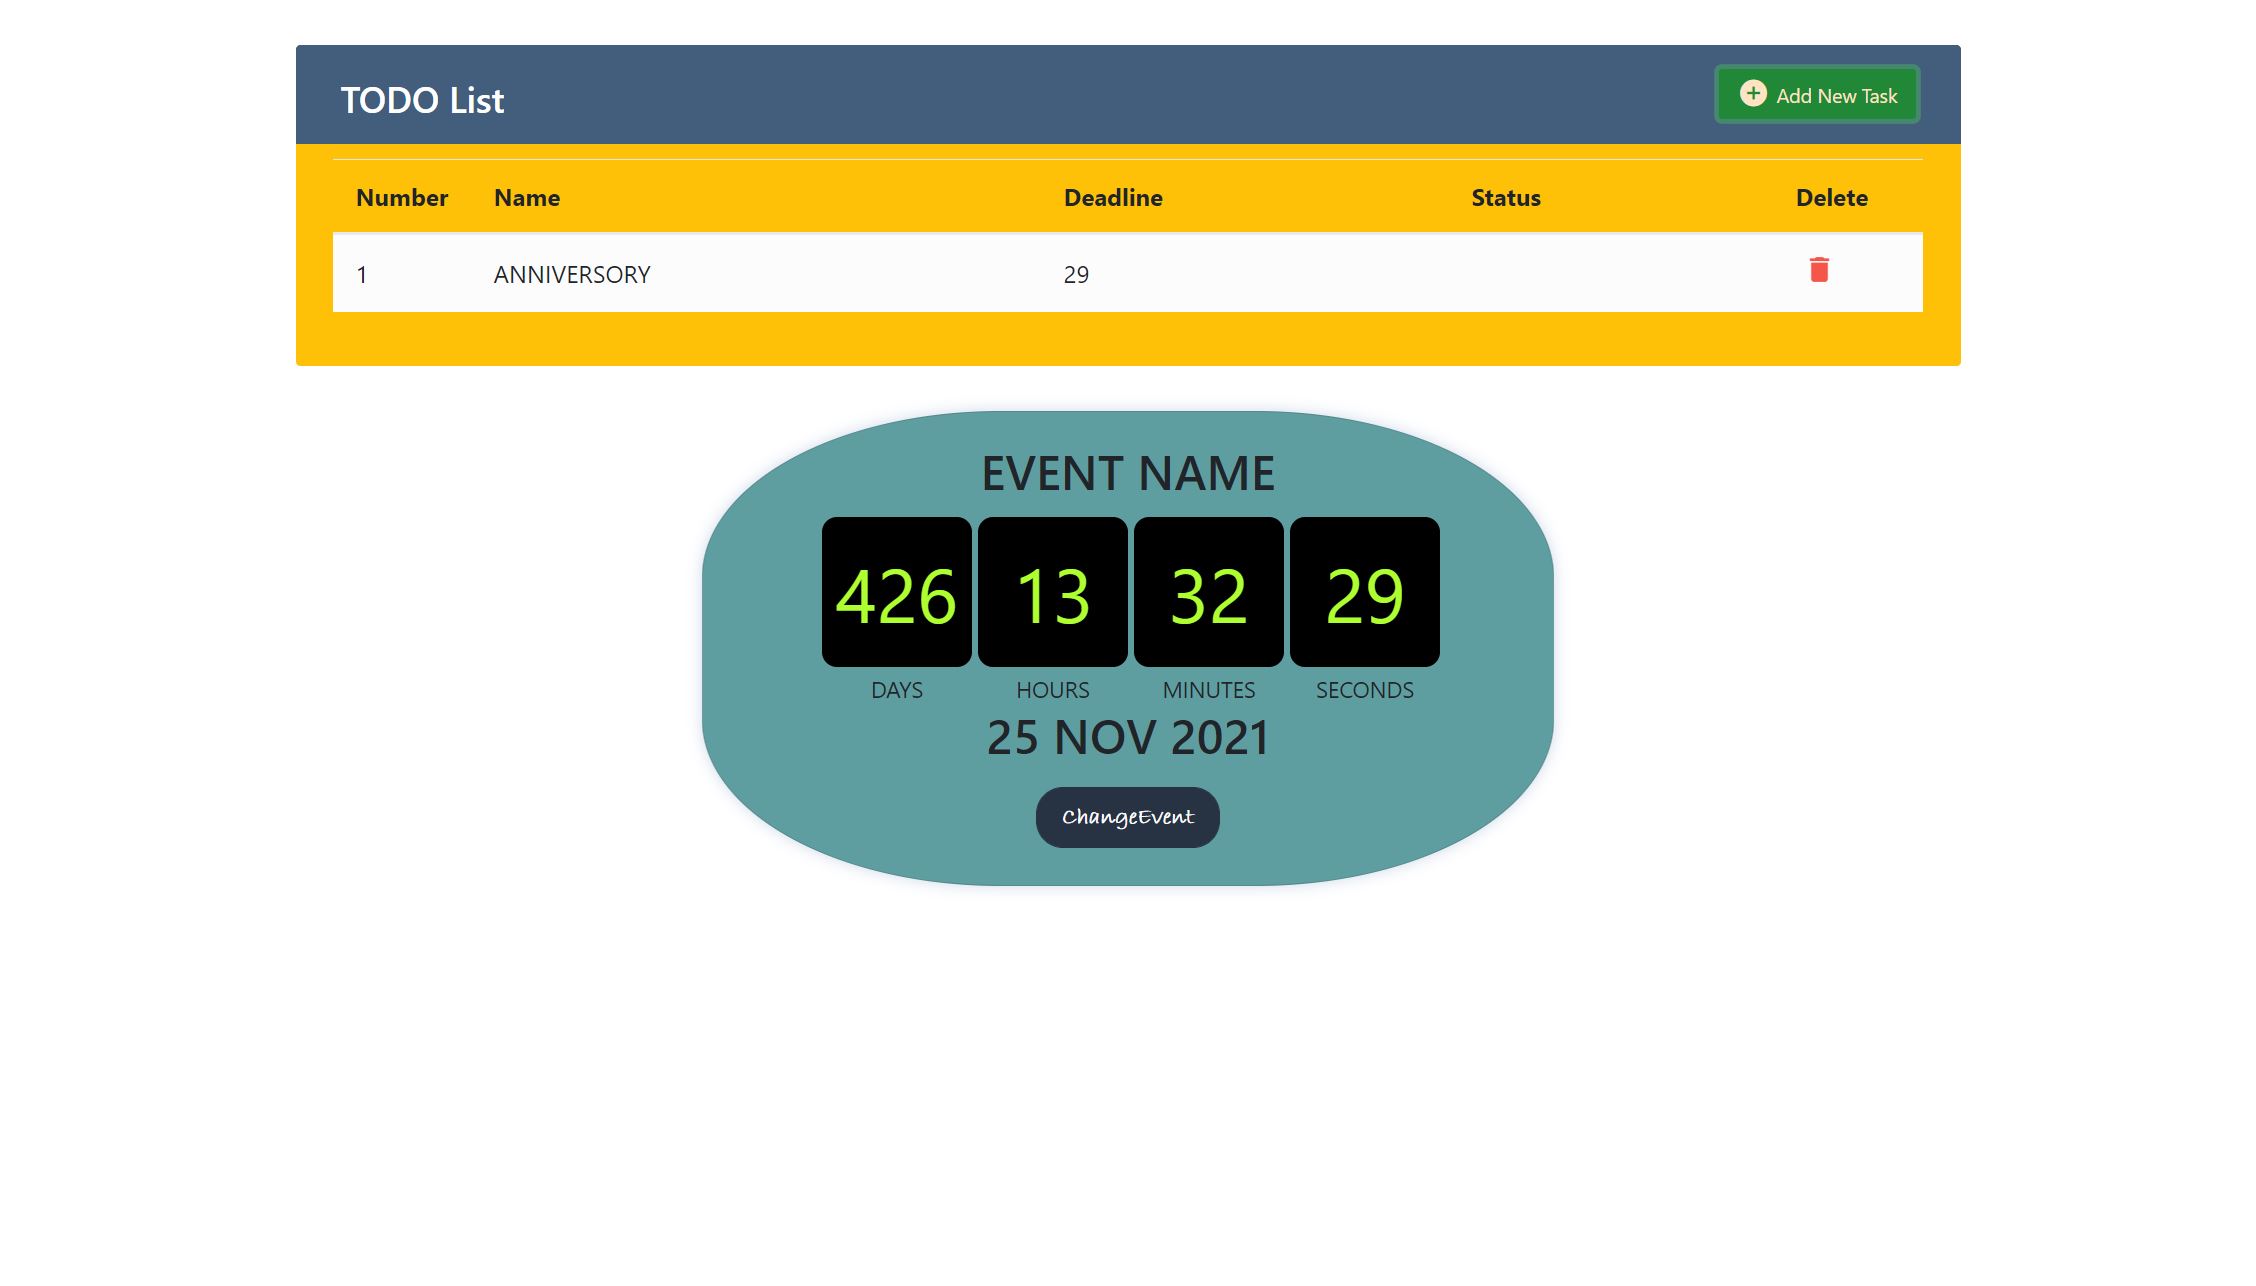 TODO List
Add New Task
Number Name Deadline Status Delete
1 ANNIVERSORY 29
EVENT NAME
426 13 32 29
DAYS HOURS MINUTES SECONDS
25 NOV 2021
ChangeEvent